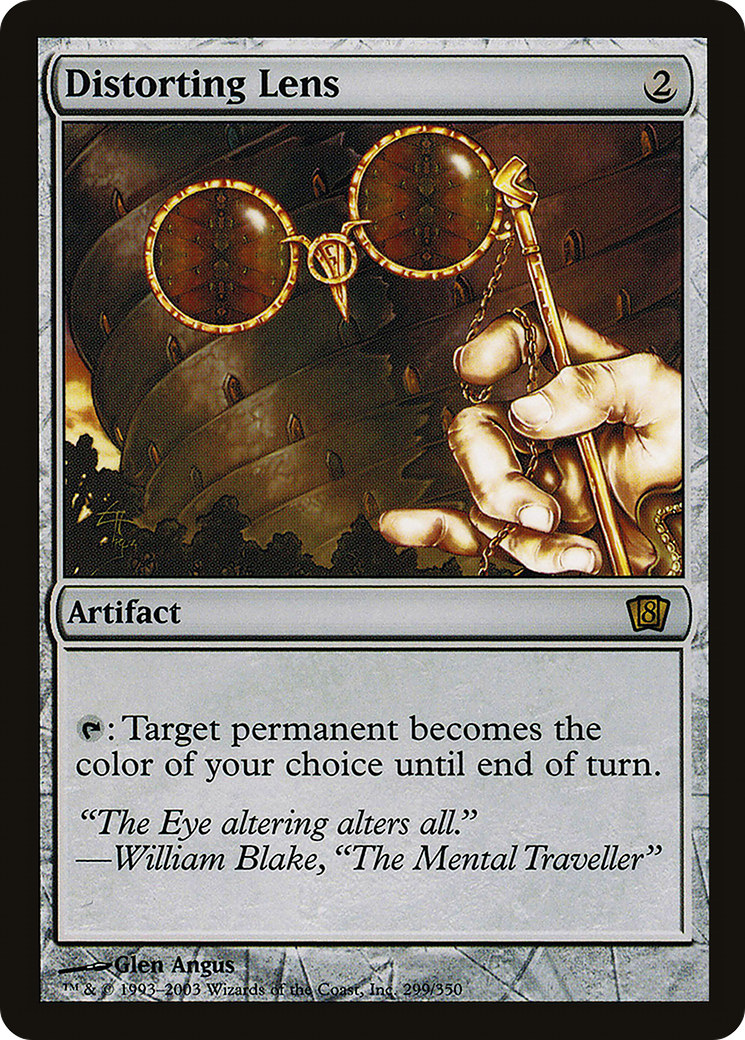 Distorting Lens 2
Artifact 8
: Target permanent becomes the
color of your choice until end of turn.
“The Eye altering alters all.”
—William Blake, “The Mental Traveller”
Glen Angus
™ & © 1993–2003 Wizards of the Coast, Inc. 299/350